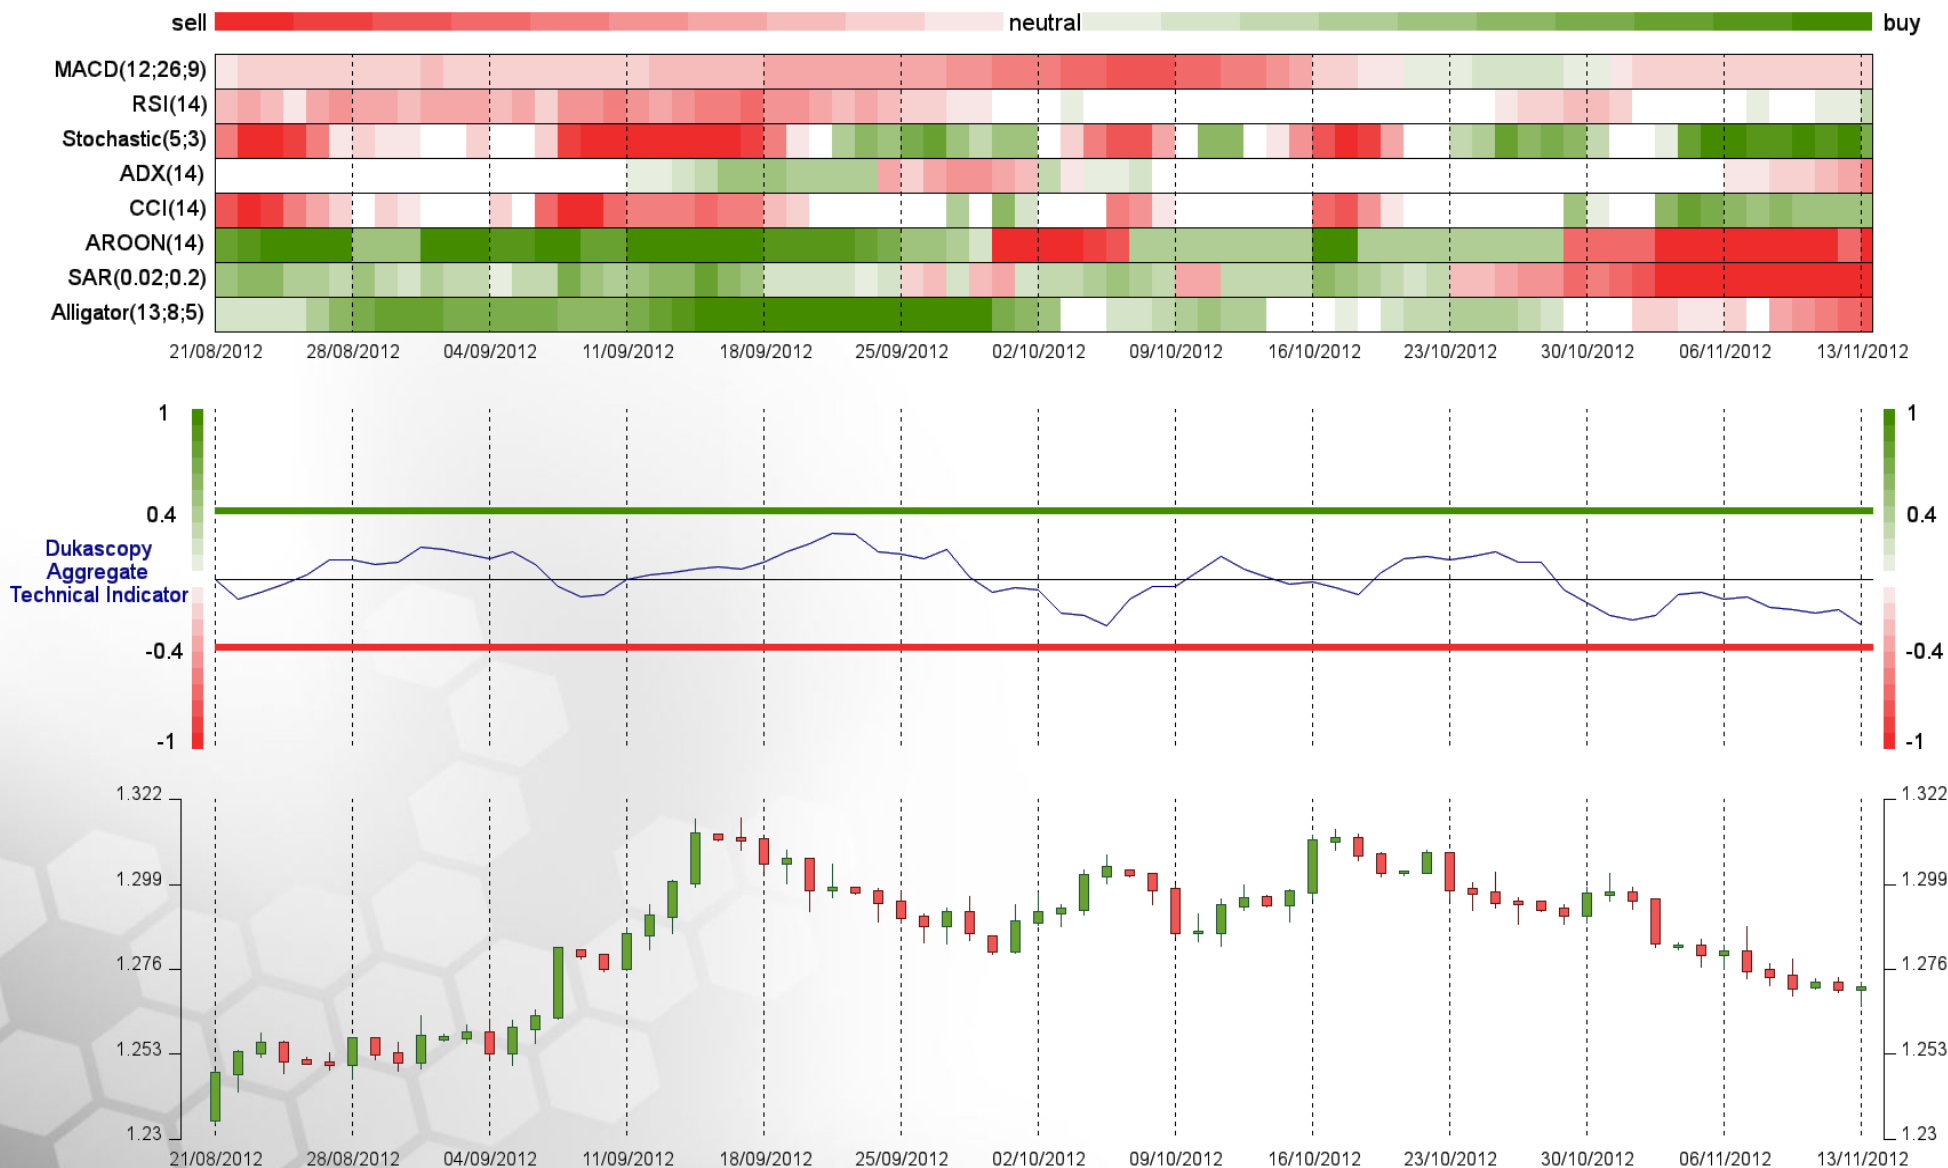 sell neutral buy
MACD(12;26;9)
RSI(14)
Stochastic(5;3)
ADX(14)
CCI(14)
AROON(14)
SAR(0.02;0.2)
Alligator(13;8;5)
21/08/2012 28/08/2012 04/09/2012 11/09/2012 18/09/2012 25/09/2012 02/10/2012 09/10/2012 16/10/2012 23/10/2012 30/10/2012 06/11/2012 13/11/2012
1 1
0.4 0.4
Dukascopy
Aggregate
Technical Indicator
-0.4 -0.4
-1 -1
1.322 1.322
1.299 1.299
1.276 1.276
1.253 1.253
1.23 1.23
21/08/2012 28/08/2012 04/09/2012 11/09/2012 18/09/2012 25/09/2012 02/10/2012 09/10/2012 16/10/2012 23/10/2012 30/10/2012 06/11/2012 13/11/2012